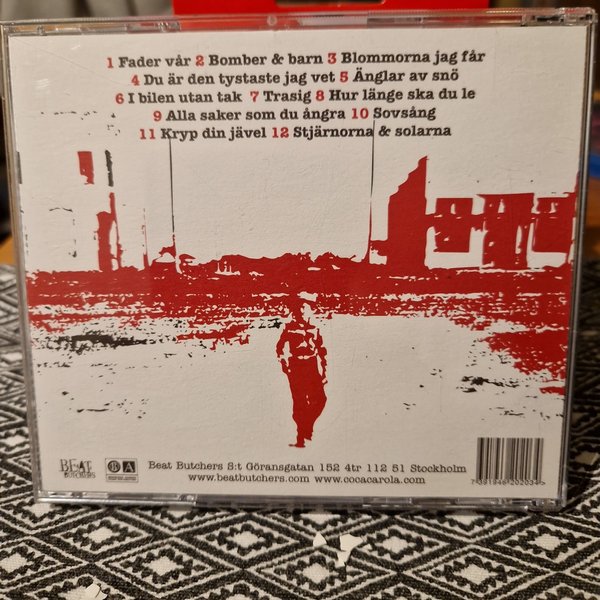 1 Fader vår 2 Bomber & barn 3 Blommorna jag får
4 Du är den tystaste jag vet 5 Änglar av snö
6 I bilen utan tak 7 Trasig 8 Hur länge ska du le
9 Alla saker som du ångra 10 Sovsång
11 Kryp din jävel 12 Stjärnorna & solarna
BEAT BUTCHERS
Beat Butchers S:t Göransgatan 152 4tr 112 51 Stockholm
www.beatbutchers.com www.cocacarola.com
7 391946 202034